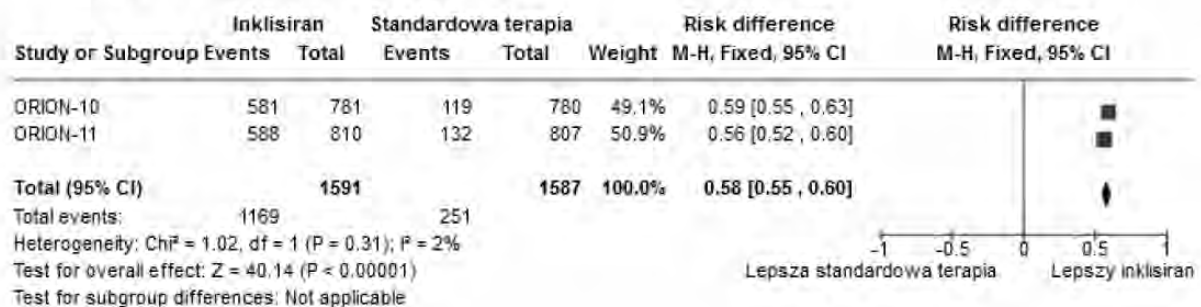 Inklisiran Standardowa terapia Risk difference Risk difference
Study or Subgroup Events Total Events Total Weight M-H, Fixed, 95% CI M-H, Fixed, 95% CI
ORION-10 581 781 119 780 49.1% 0.59 [0.55 , 0.63]
ORION-11 588 810 132 807 50.9% 0.56 [0.52 , 0.60]
Total (95% CI) 1591 1587 100.0% 0.58 [0.55 , 0.60]
Total events: 1169 251
Heterogeneity: Chi² = 1.02, df = 1 (P = 0.31); I² = 2%
Test for overall effect: Z = 40.14 (P < 0.00001)
Test for subgroup differences: Not applicable
-1 -0.5 0 0.5 1
Lepsza standardowa terapia Lepszy inklisiran